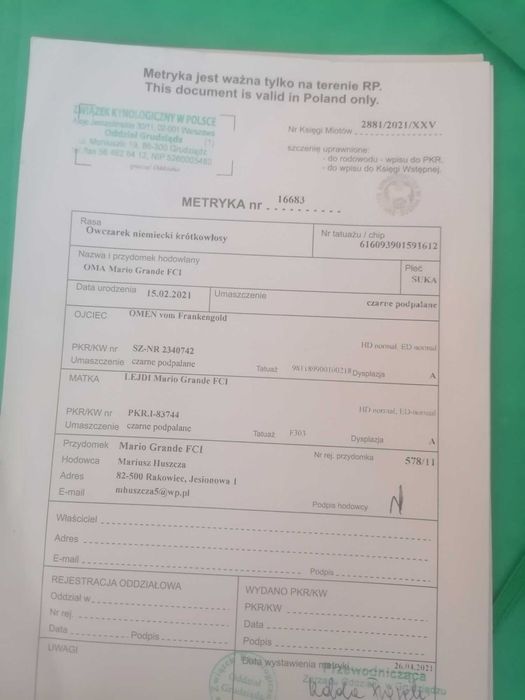 Metryka jest ważna tylko na terenie RP.
This document is valid in Poland only.
ZWIĄZEK KYNOLOGICZNY W POLSCE
Oddział Grudziądz
Nr Księgi Miotów 2881/2021/XXV
szczenię uprawnione:
- do rodowodu - wpisu do PKR.
- do wpisu do Księgi Wstępnej.
METRYKA nr 16683
Rasa
Owczarek niemiecki krótkowłosy
Nr tatuażu / chip
616093901591612
Nazwa i przydomek hodowlany
OMA Mario Grande FCI
Płeć
SUKA
Data urodzenia 15.02.2021
Umaszczenie
czarne podpalane
OJCIEC OMEN vom Frankengold
HD normal, ED normal
PKR/KW nr SZ-NR 2340742
Umaszczenie czarne podpalane Tatuaż Dysplazja A
MATKA LEJDI Mario Grande FCI
HD normal, ED-normal
PKR/KW nr PKR.I-83744
Umaszczenie czarne podpalane Tatuaż F303 Dysplazja A
Przydomek Mario Grande FCI
Nr rej. przydomka 578/11
Hodowca Mariusz Huszcza
Adres 82-500 Rakowiec, Jesionowa 1
E-mail mhuszcza5@wp.pl
Podpis hodowcy
Właściciel
Adres
E-mail Podpis
REJESTRACJA ODDZIAŁOWA
Oddział w
Nr rej.
Data Podpis
WYDANO PKR/KW
PKR/KW
Data
Podpis
UWAGI
Data wystawienia metryki 26.04.2021
Przewodnicząca